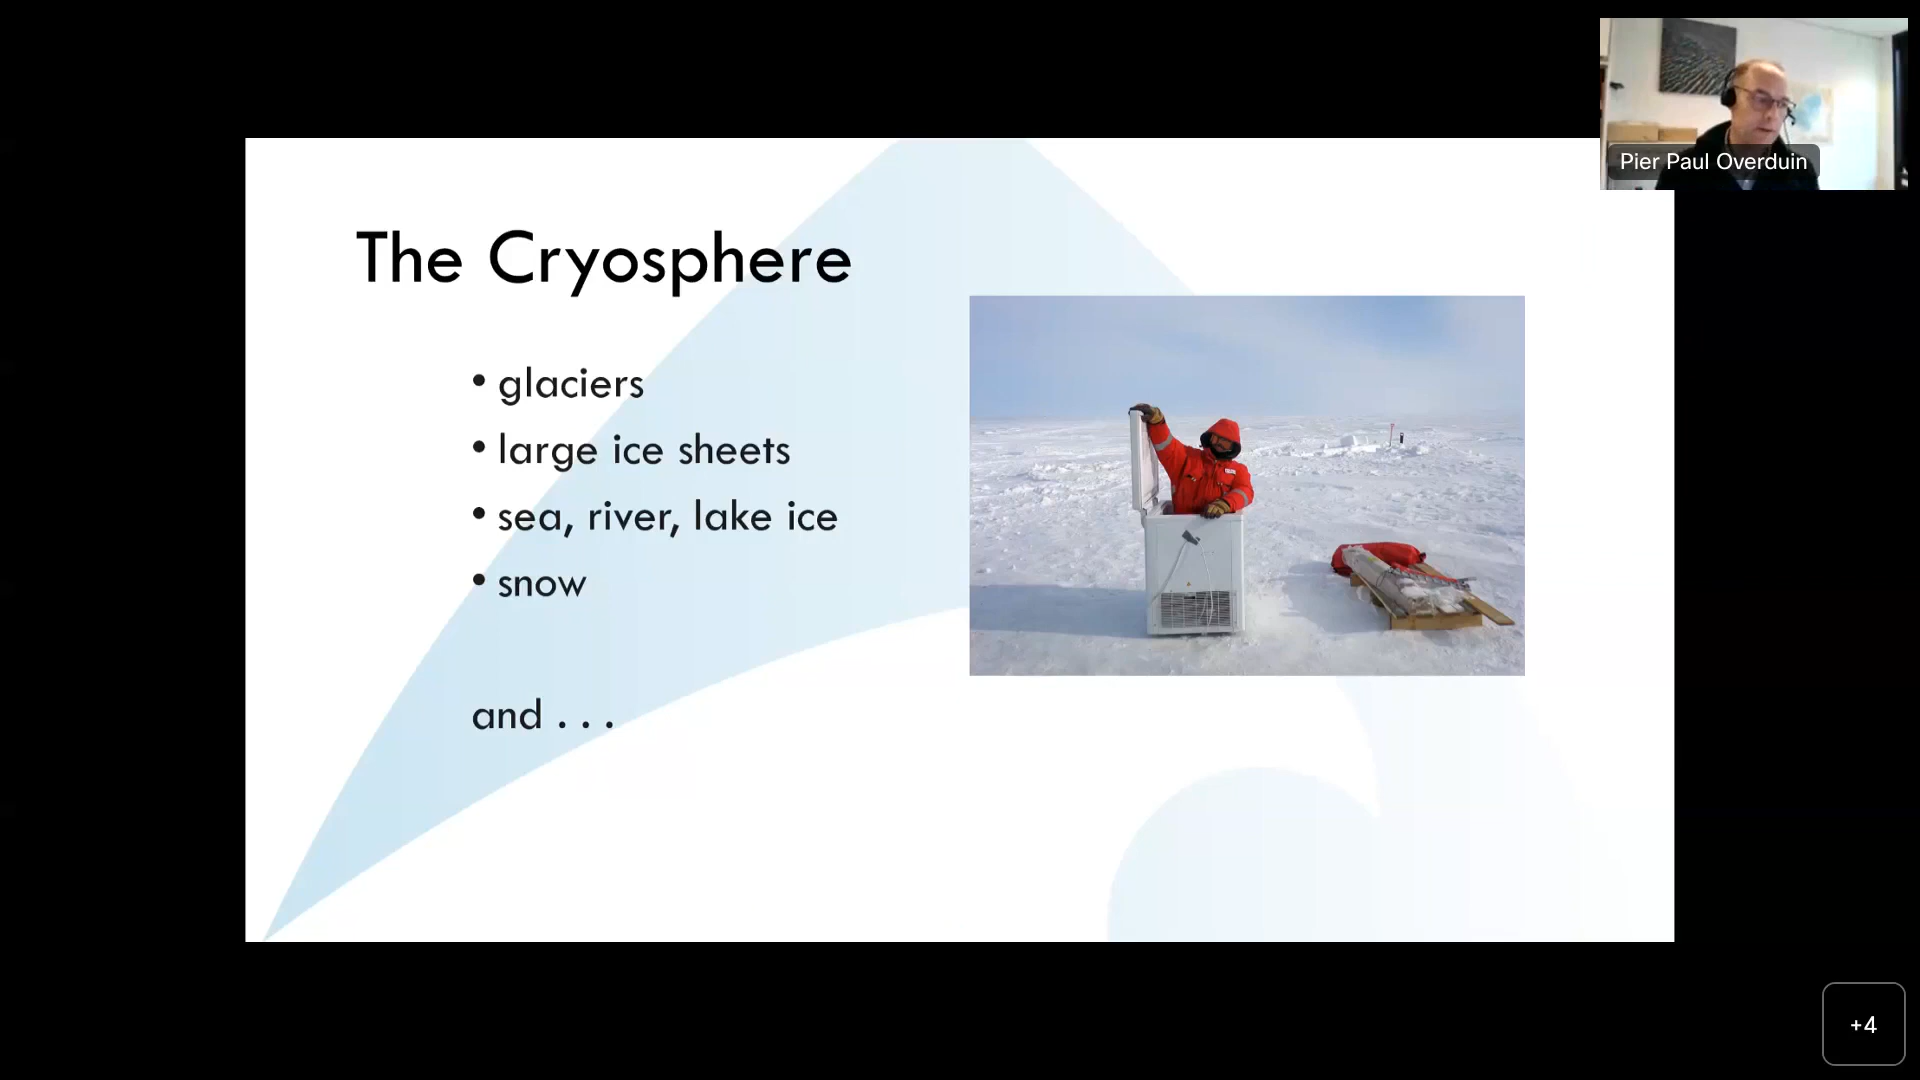 Pier Paul Overduin
The Cryosphere
• glaciers
• large ice sheets
• sea, river, lake ice
• snow
and . . .
+4